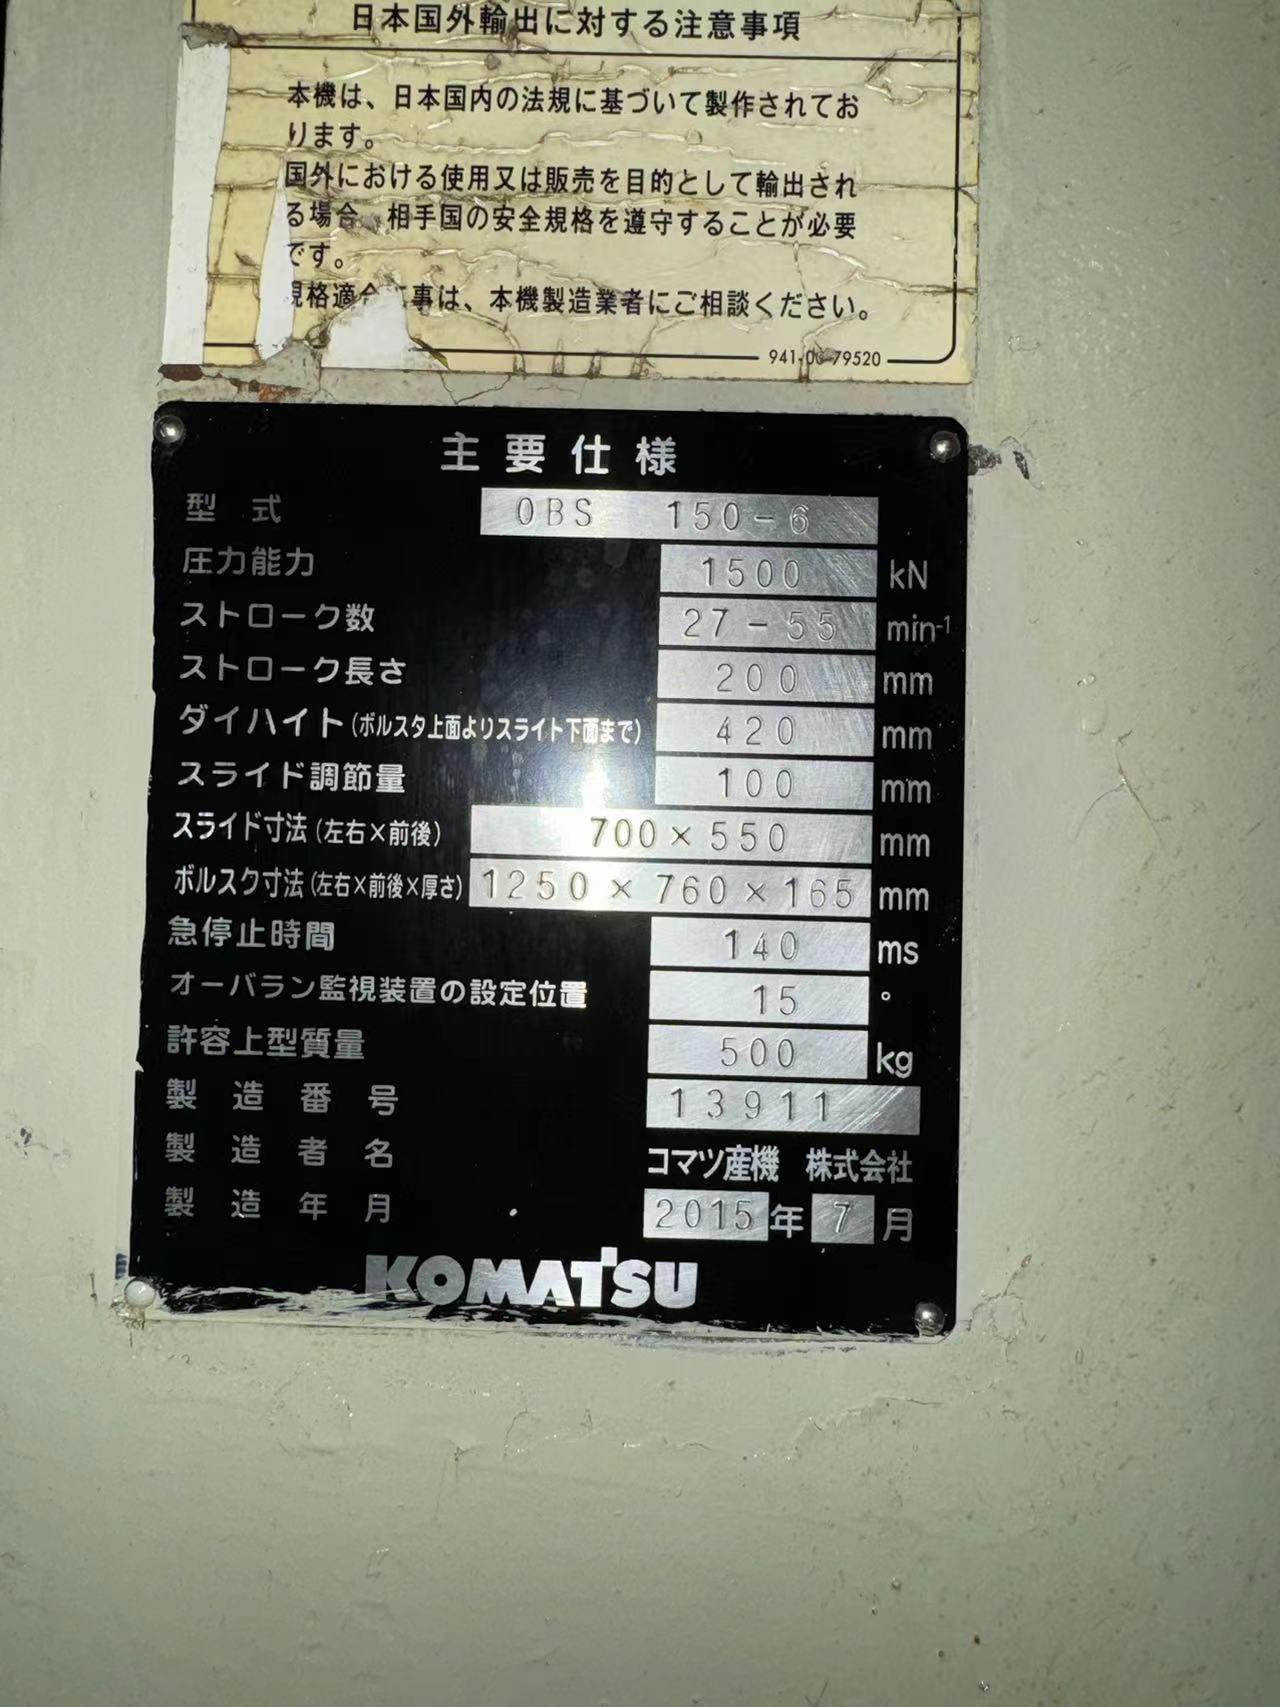 日本国外輸出に対する注意事項
本機は、日本国内の法規に基づいて製作されてお
ります。
国外における使用又は販売を目的として輸出され
る場合、相手国の安全規格を遵守することが必要
です。
規格適合工事は、本機製造業者にご相談ください。
941-06-79520
主要仕様
型式 OBS 150-6
圧力能力 1500 kN
ストローク数 27-55 min-1
ストローク長さ 200 mm
ダイハイト(ボルスタ上面よりスライド下面まで) 420 mm
スライド調節量 100 mm
スライド寸法(左右×前後) 700×550 mm
ボルスタ寸法(左右×前後×厚さ) 1250×760×165 mm
急停止時間 140 ms
オーバラン監視装置の設定位置 15 °
許容上型質量 500 kg
製造番号 13911
製造者名 コマツ産機 株式会社
製造年月 2015年7月
KOMATSU